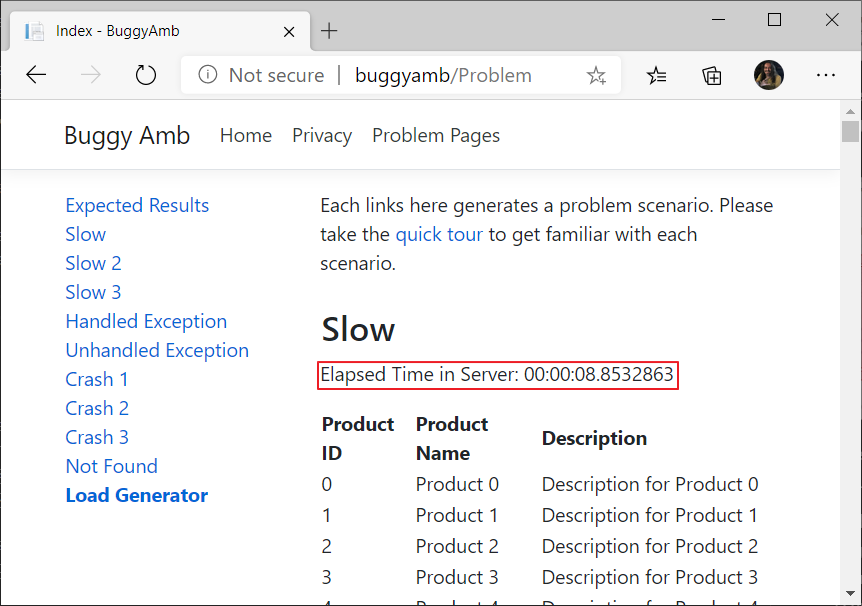 Index - BuggyAmb
Not secure | buggyamb/Problem
Buggy Amb Home Privacy Problem Pages
Expected Results
Slow
Slow 2
Slow 3
Handled Exception
Unhandled Exception
Crash 1
Crash 2
Crash 3
Not Found
Load Generator
Each links here generates a problem scenario. Please
take the quick tour to get familiar with each
scenario.
Slow
Elapsed Time in Server: 00:00:08.8532863
Product ID Product Name Description
0 Product 0 Description for Product 0
1 Product 1 Description for Product 1
2 Product 2 Description for Product 2
3 Product 3 Description for Product 3